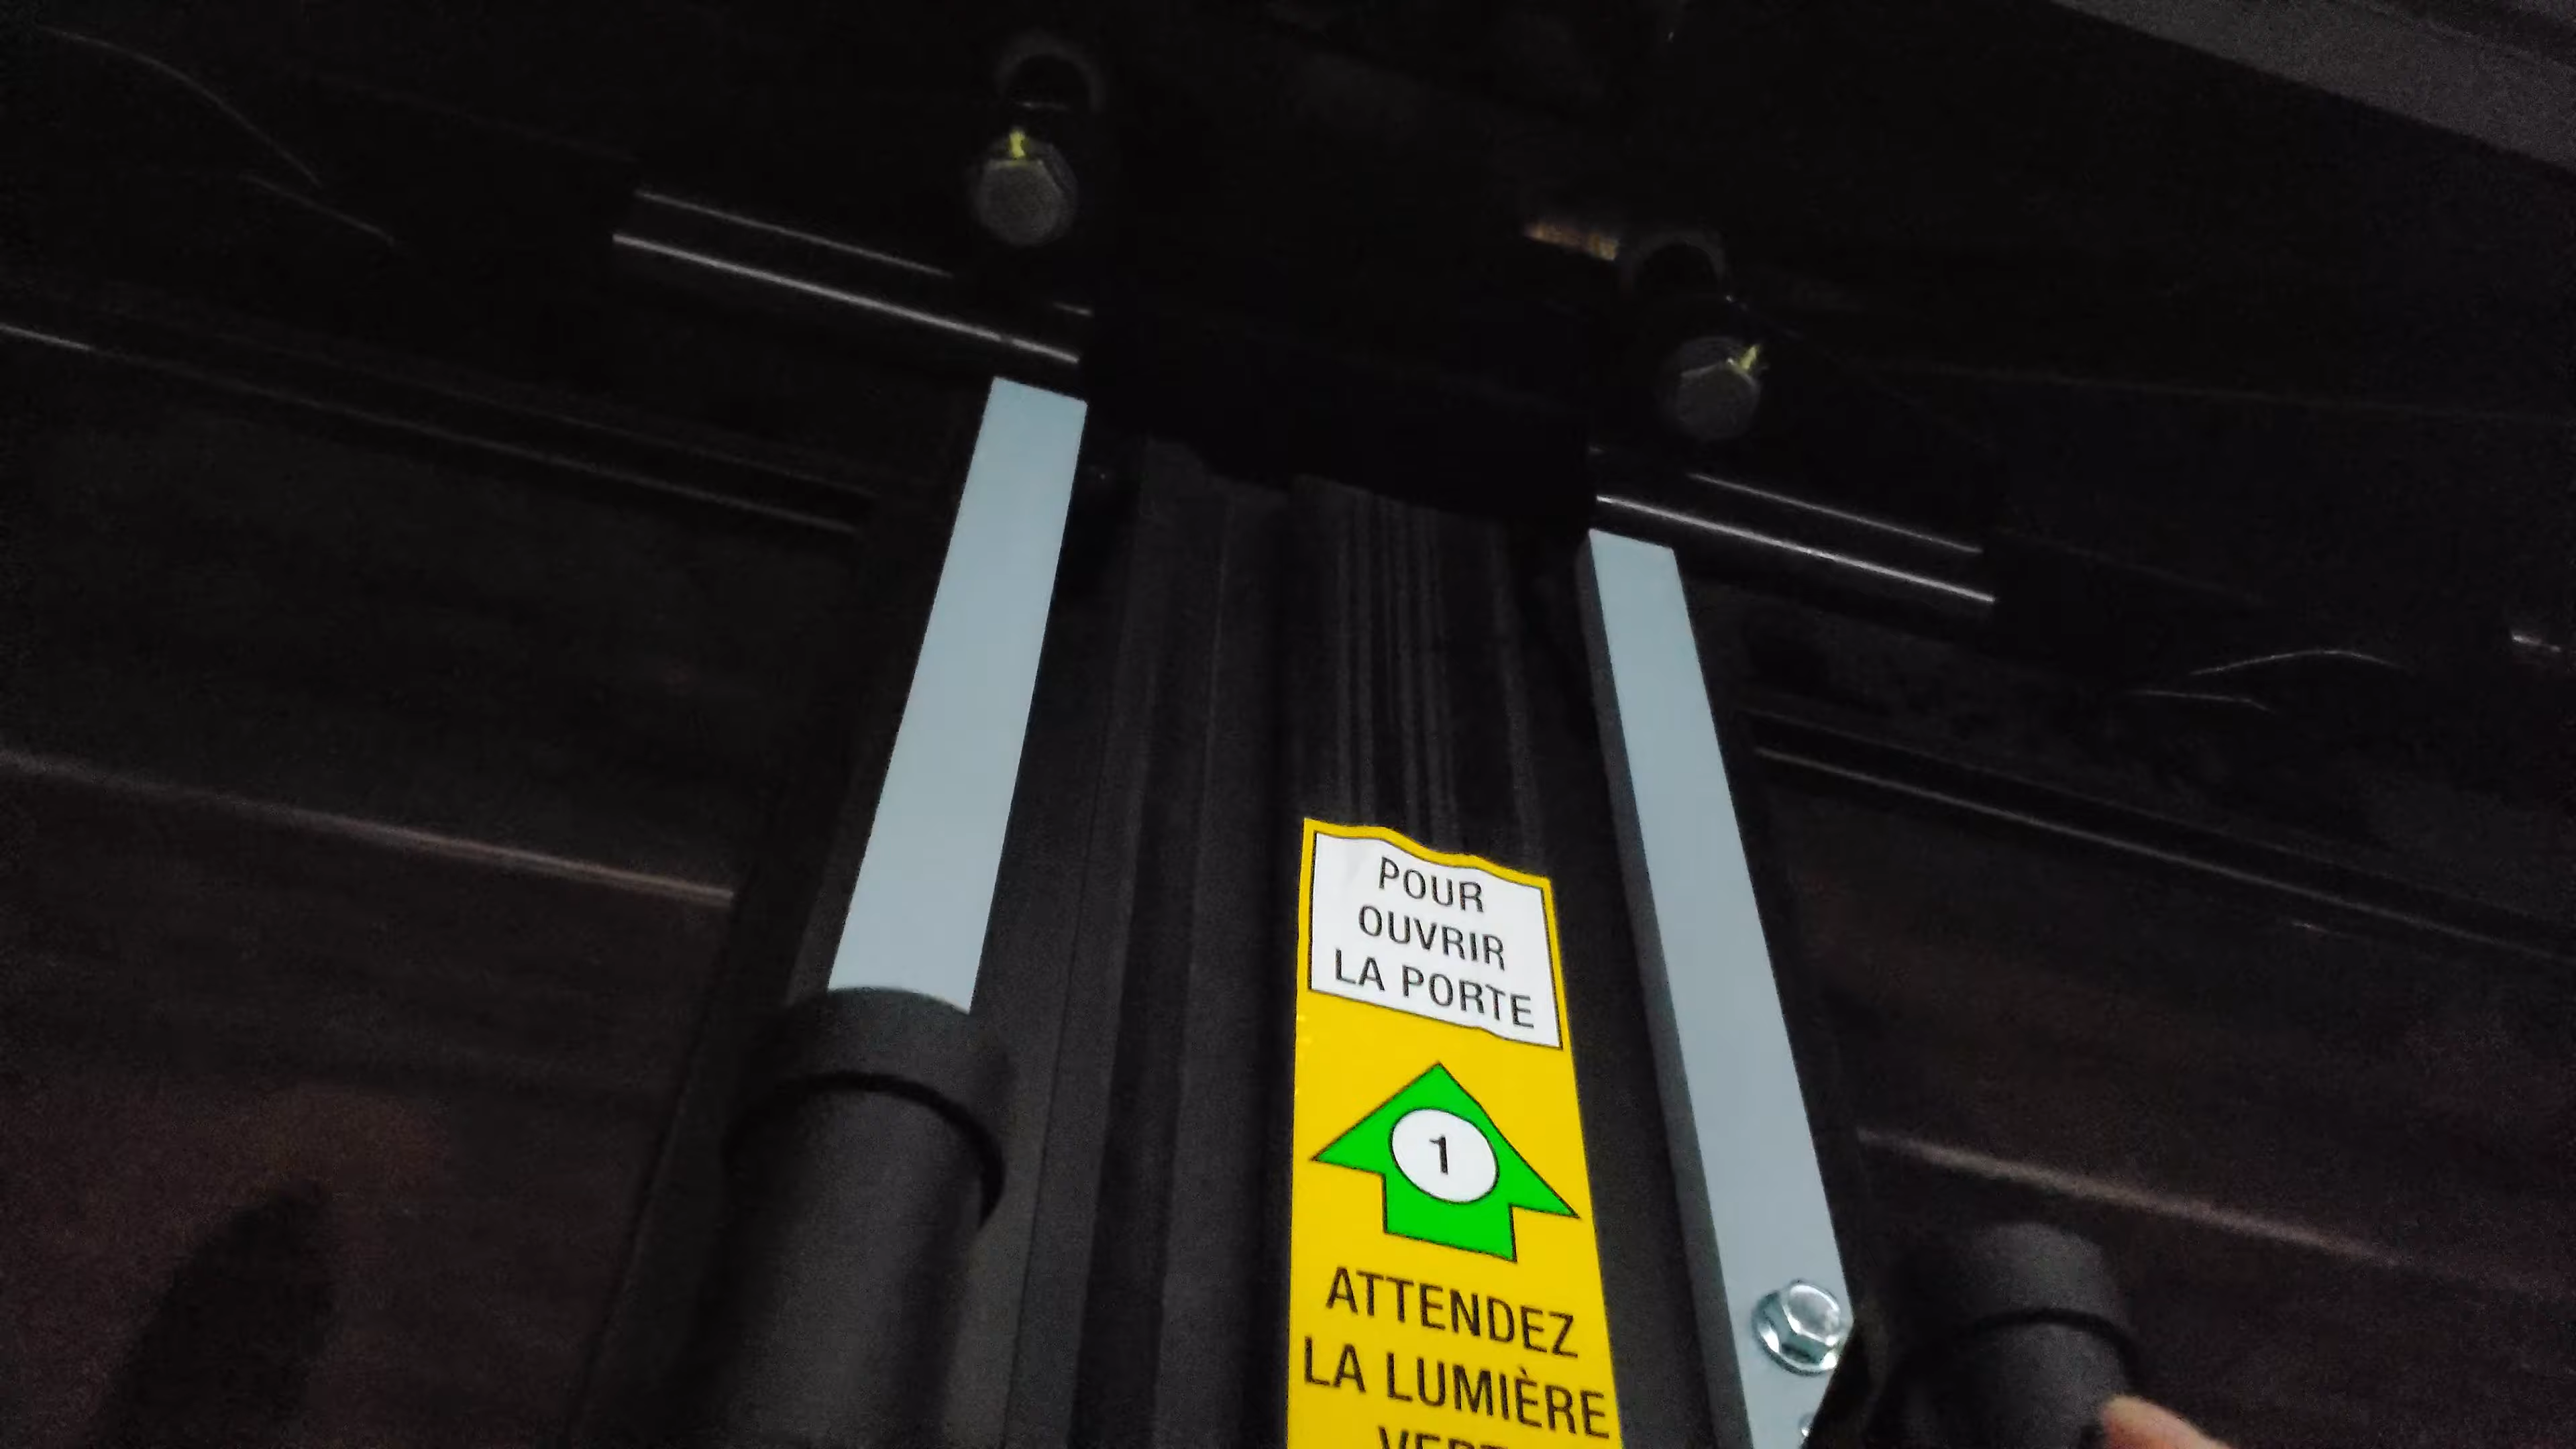 POUR
OUVRIR
LA PORTE
1
ATTENDEZ
LA LUMIÈRE